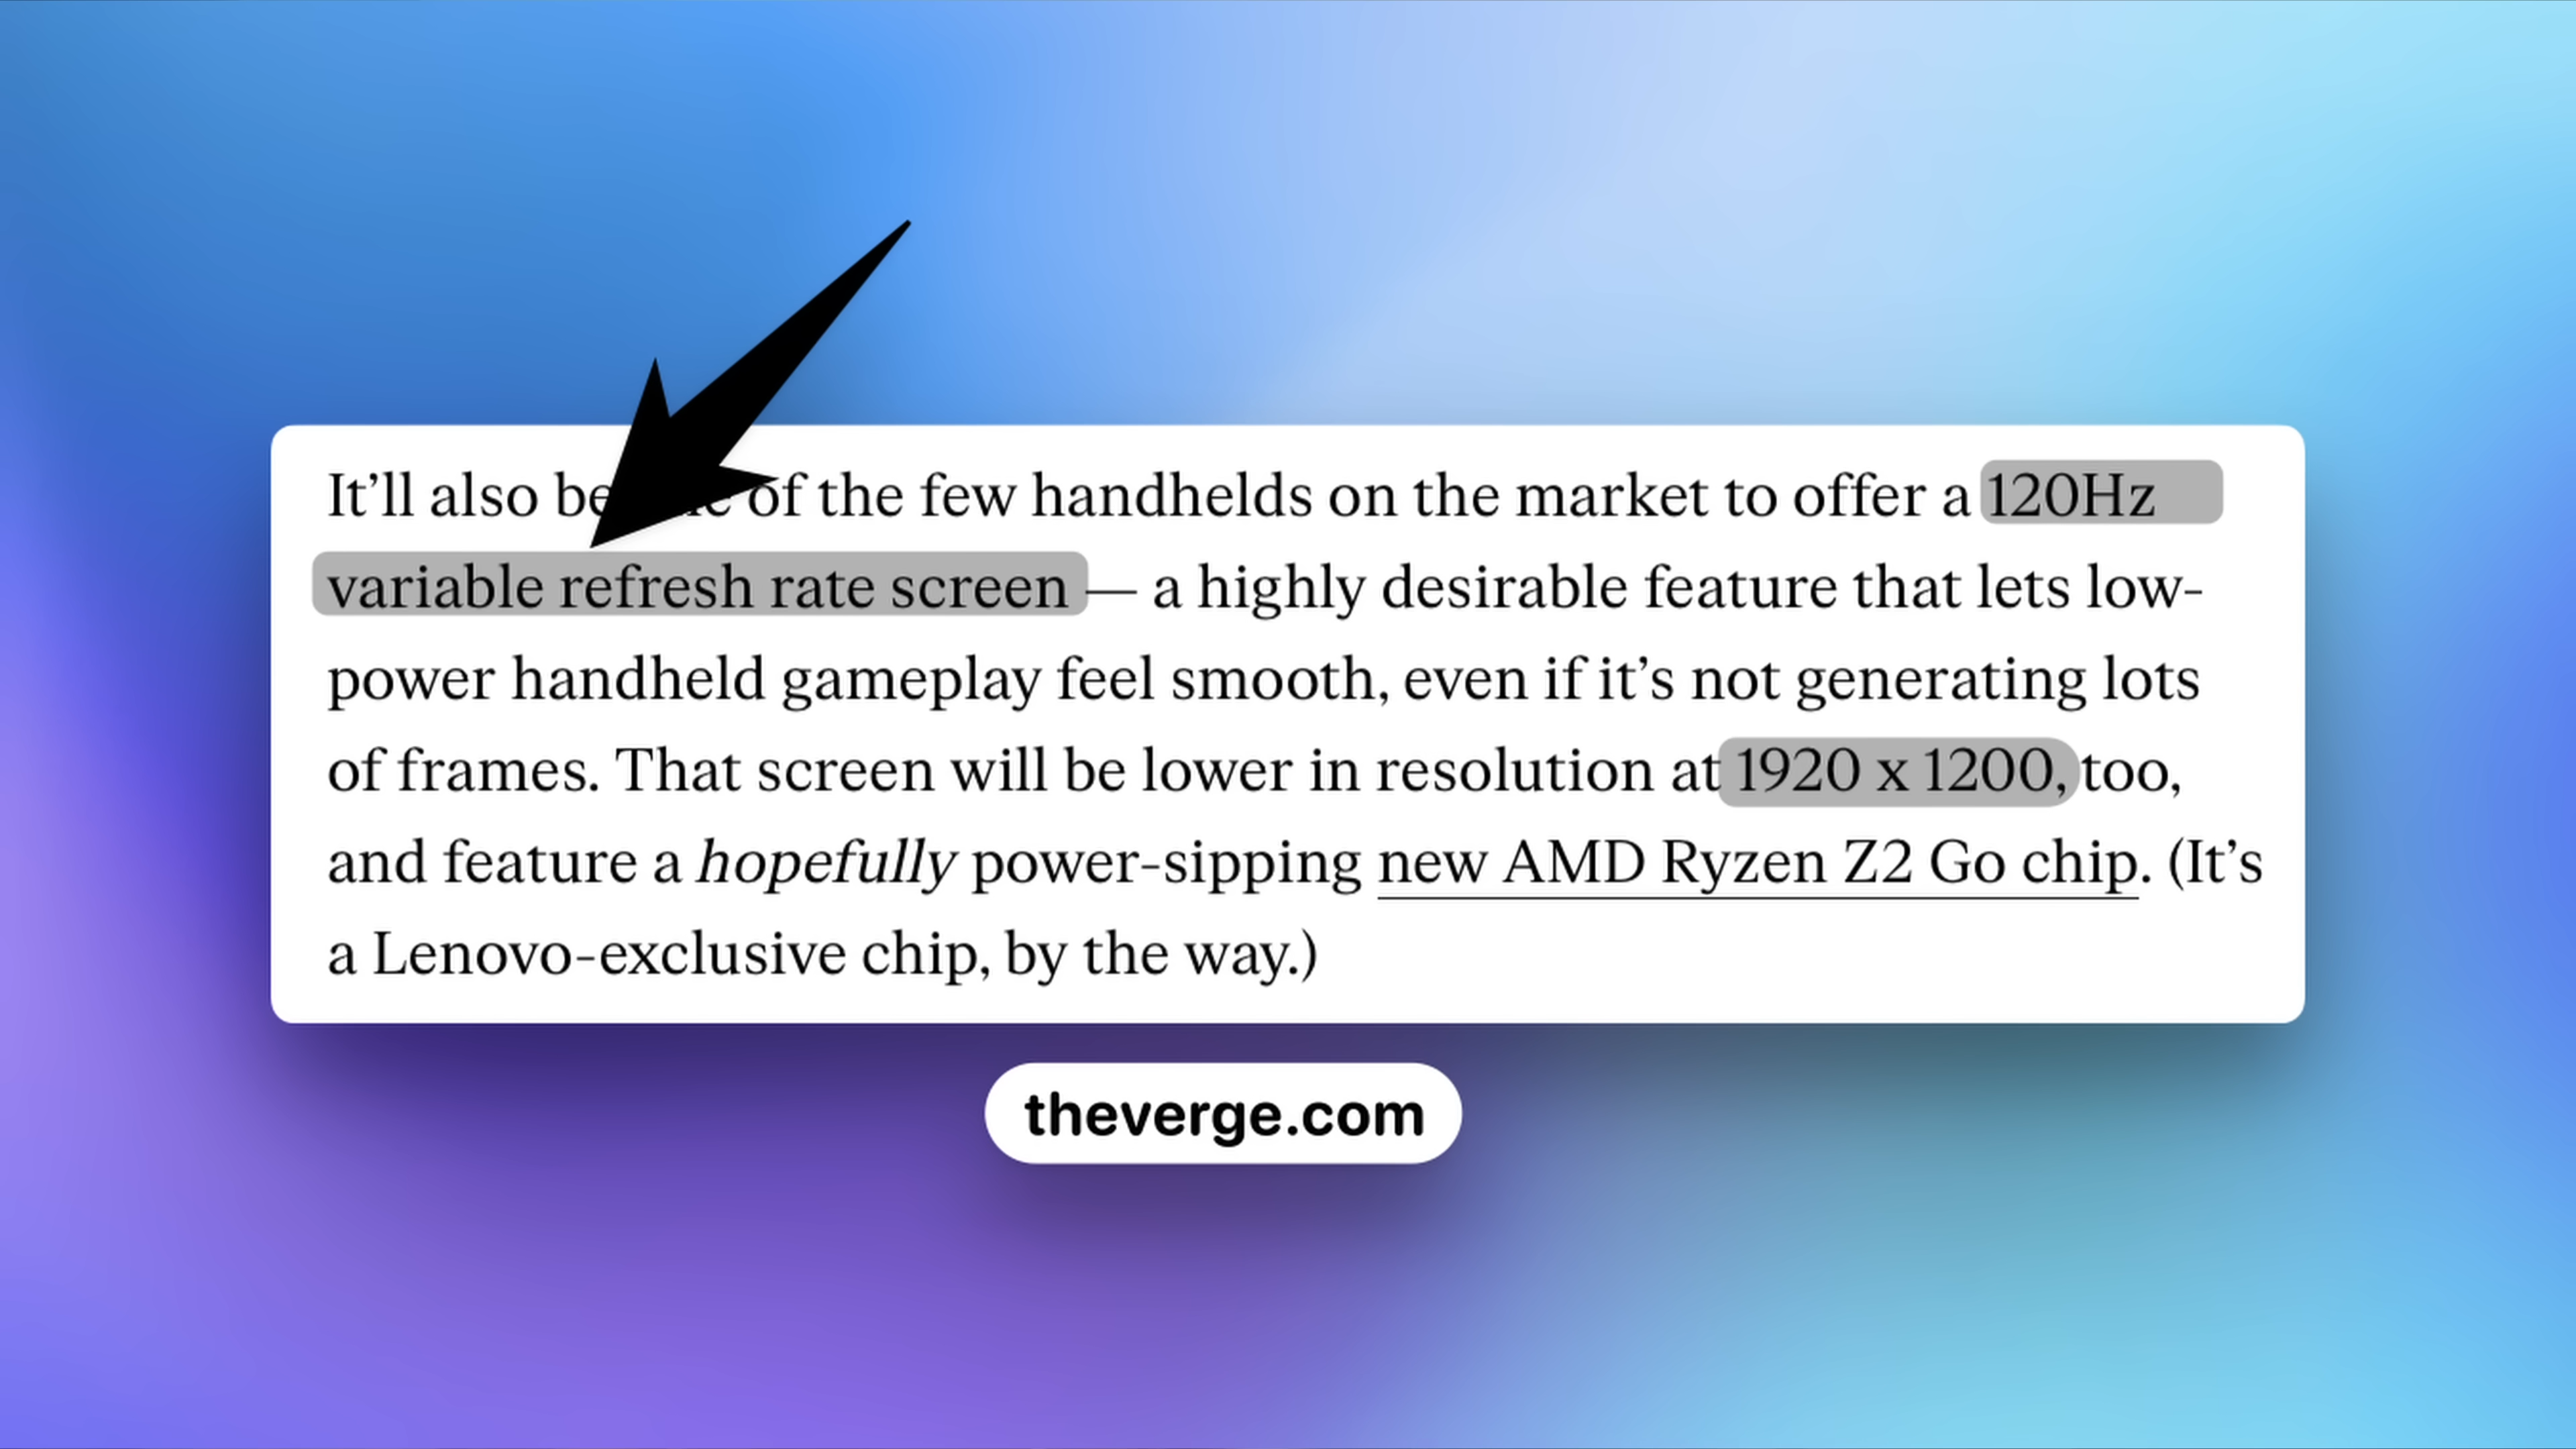 It’ll also be of the few handhelds on the market to offer a 120Hz
variable refresh rate screen — a highly desirable feature that lets low-
power handheld gameplay feel smooth, even if it’s not generating lots
of frames. That screen will be lower in resolution at 1920 x 1200, too,
and feature a hopefully power-sipping new AMD Ryzen Z2 Go chip. (It’s
a Lenovo-exclusive chip, by the way.)
theverge.com